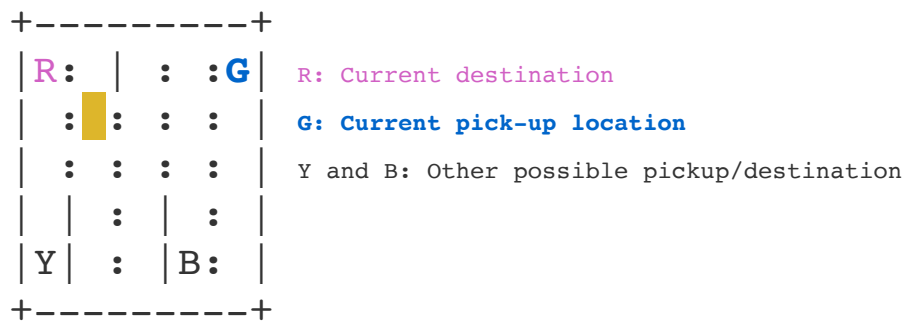 +---------+
|R: | : :G| R: Current destination
| : : : : | G: Current pick-up location
| : : : : | Y and B: Other possible pickup/destination
| | : | : |
|Y| : |B: |
+---------+